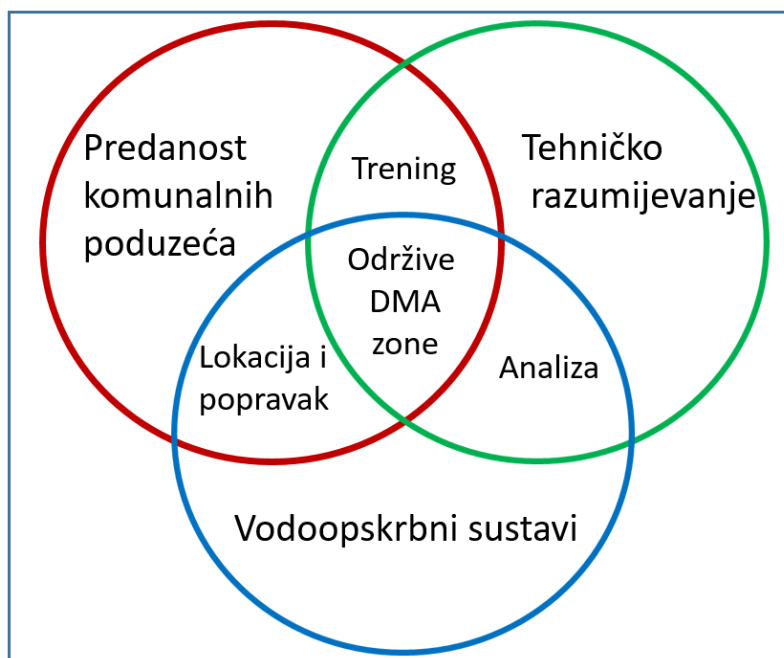 Predanost
komunalnih
poduzeća
Trening
Tehničko
razumijevanje
Održive
DMA
zone
Lokacija i
popravak
Analiza
Vodoopskrbni sustavi